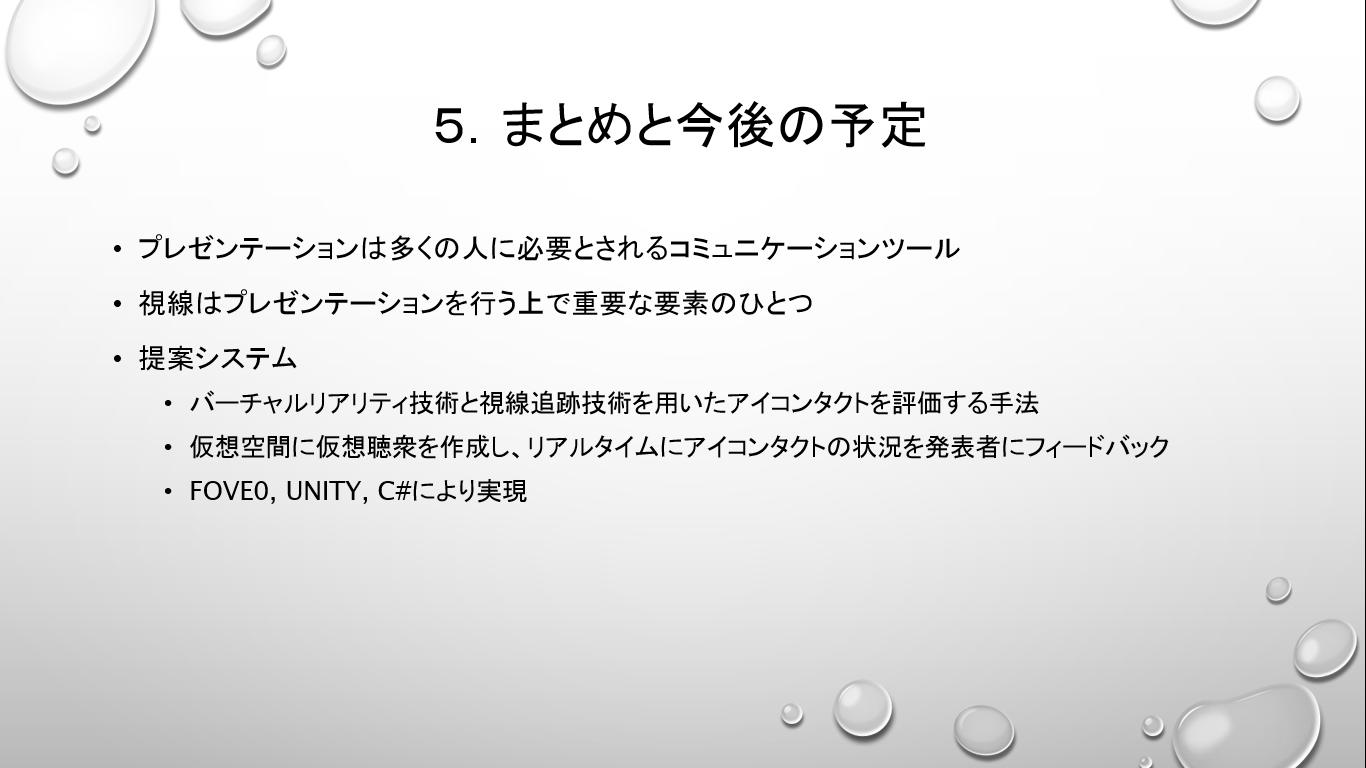 ５．まとめと今後の予定
• プレゼンテーションは多くの人に必要とされるコミュニケーションツール
• 視線はプレゼンテーションを行う上で重要な要素のひとつ
• 提案システム
• バーチャルリアリティ技術と視線追跡技術を用いたアイコンタクトを評価する手法
• 仮想空間に仮想聴衆を作成し、リアルタイムにアイコンタクトの状況を発表者にフィードバック
• FOVE0, UNITY, C#により実現